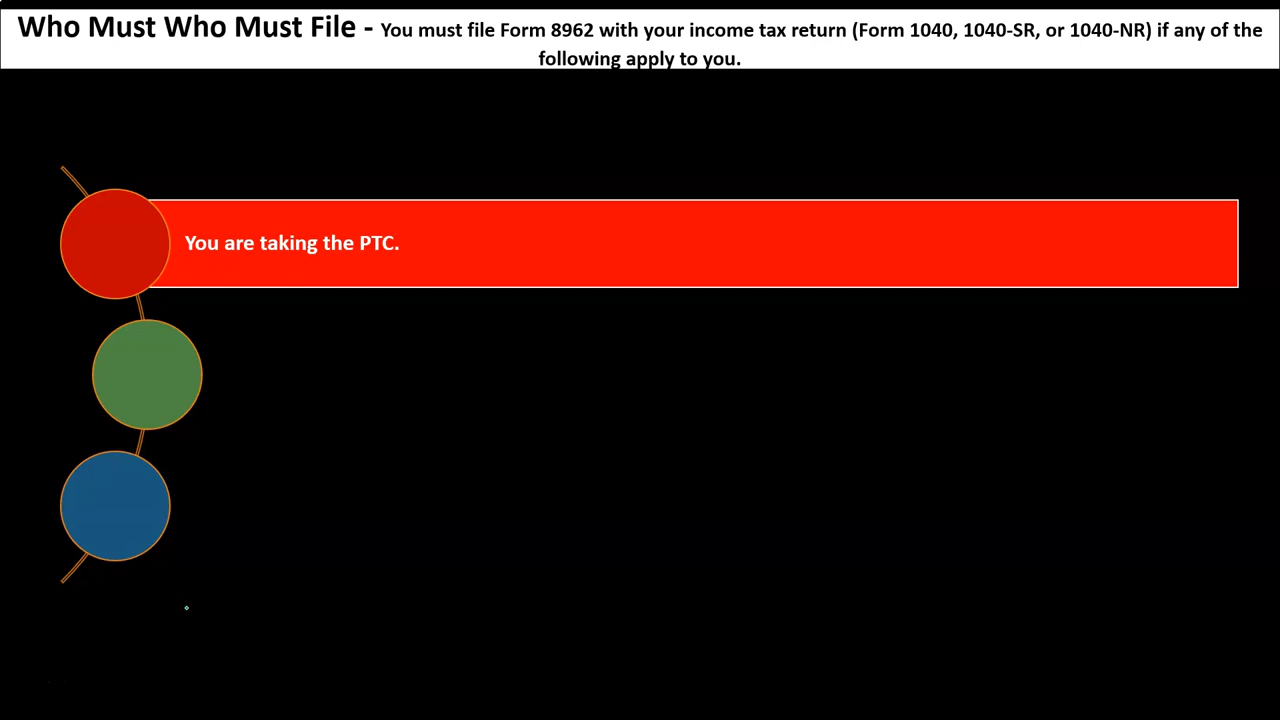 Who Must Who Must File - You must file Form 8962 with your income tax return (Form 1040, 1040-SR, or 1040-NR) if any of the
following apply to you.
You are taking the PTC.